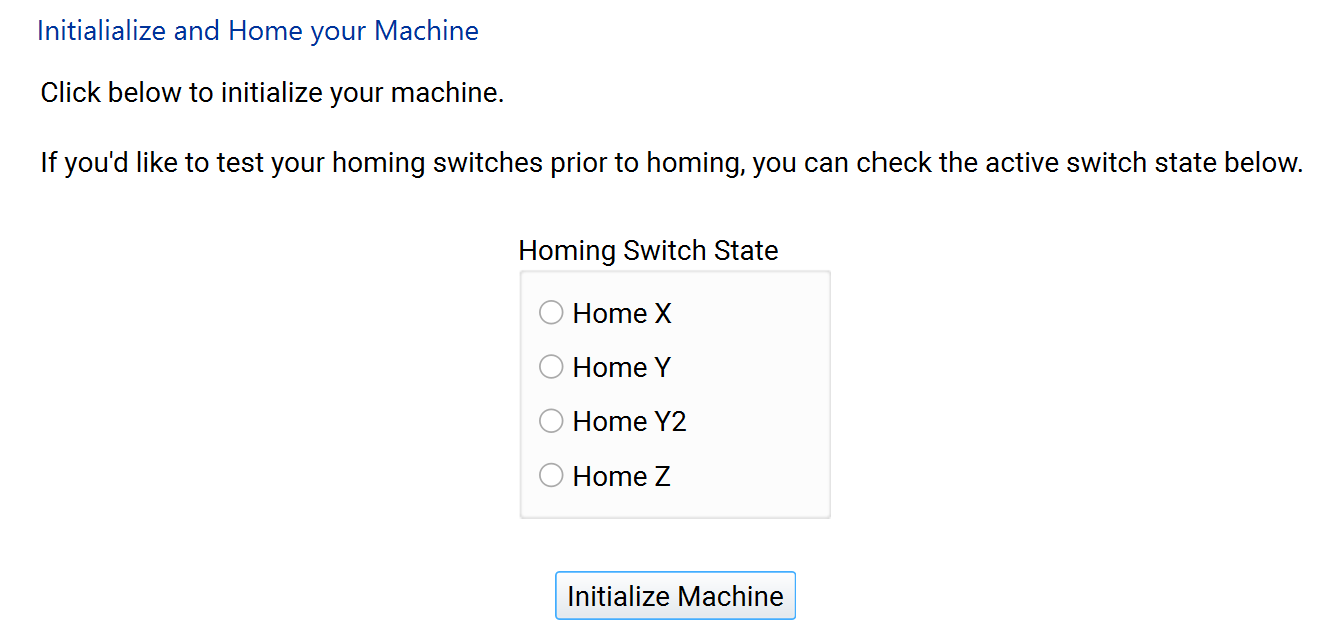 Initialialize and Home your Machine
Click below to initialize your machine.
If you'd like to test your homing switches prior to homing, you can check the active switch state below.
Homing Switch State
Home X
Home Y
Home Y2
Home Z
Initialize Machine